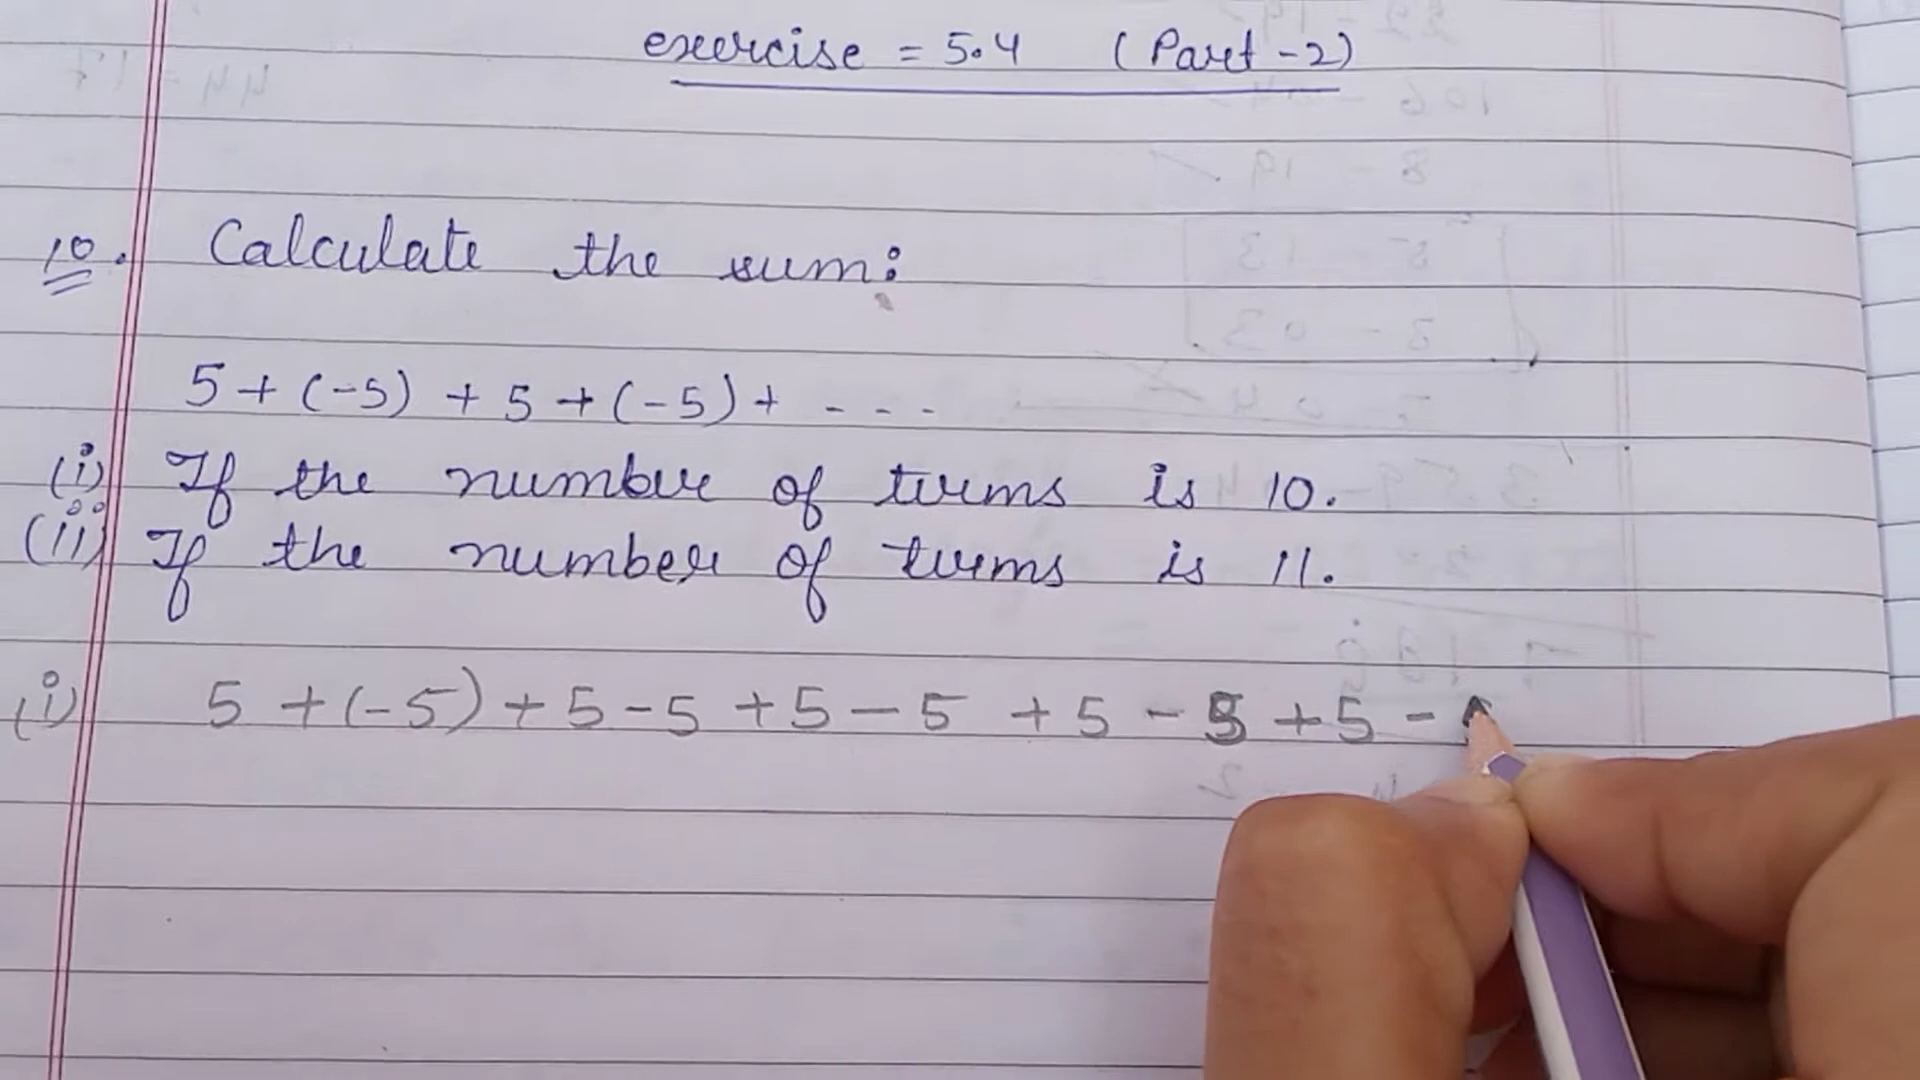 exercise = 5.4 (Part-2)
10. Calculate the sum:
5 + (-5) + 5 + (-5) + - - -
(i) If the number of terms is 10.
(ii) If the number of terms is 11.
(i) 5 + (-5) + 5 - 5 + 5 - 5 + 5 - 5 + 5 -